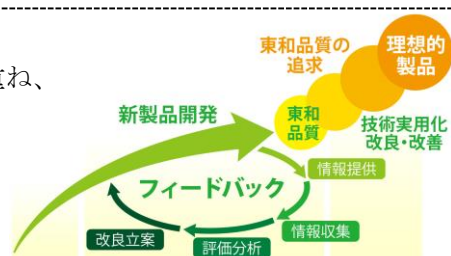 重ね、
東和品質の
追求
理想的
製品
新製品開発
東和
品質
技術実用化
改良・改善
情報提供
フィードバック
情報収集
評価分析
改良立案